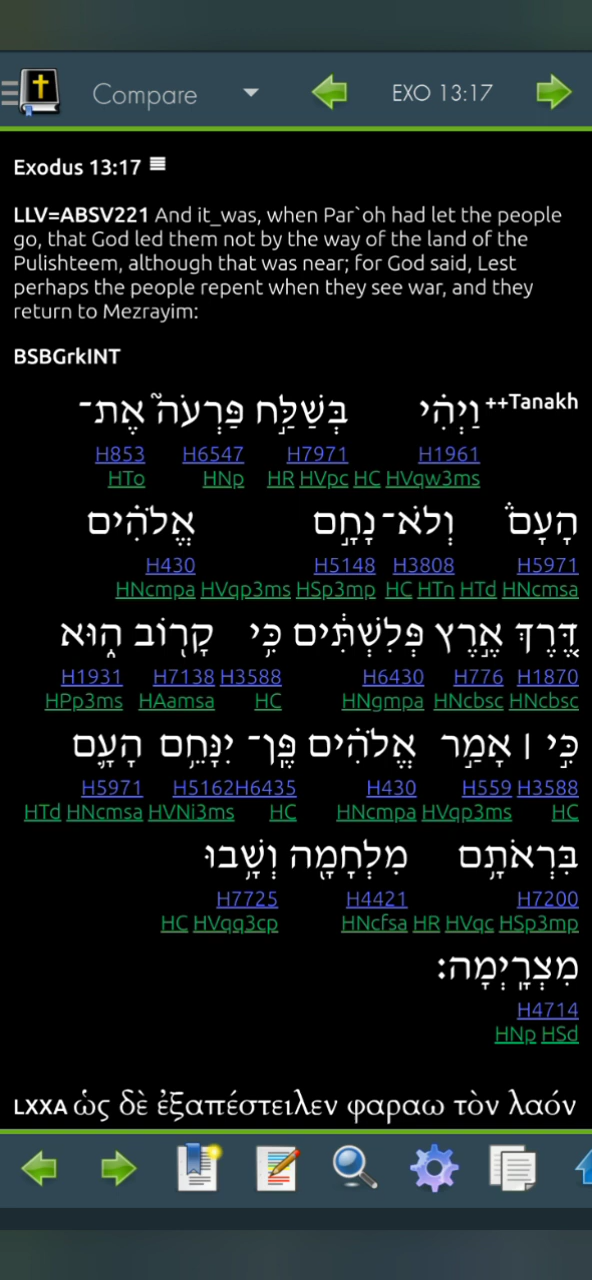 Compare EXO 13:17
Exodus 13:17
LLV=ABSV221 And it_was, when Par`oh had let the people
go, that God led them not by the way of the land of the
Pulishteem, although that was near; for God said, Lest
perhaps the people repent when they see war, and they
return to Mezrayim:
BSBGrkINT
++Tanakh וַיְהִ֗י בְּשַׁלַּ֣ח פַּרְעֹה֮ אֶת־
H853 H6547 H7971 H1961
HTo HNp HR HVpc HC HVqw3ms
הָעָם֒ וְלֹא־נָחָ֣ם אֱלֹהִ֗ים
H430 H5148 H3808 H5971
HNcmpa HVqp3ms HSp3mp HC HTn HTd HNcmsa
דֶּ֚רֶךְ אֶ֣רֶץ פְּלִשְׁתִּ֔ים כִּ֥י קָר֖וֹב ה֑וּא
H1931 H7138 H3588 H6430 H776 H1870
HPp3ms HAamsa HC HNgmpa HNcbsc HNcbsc
כִּ֣י ׀ אָמַ֣ר אֱלֹהִ֗ים פֶּֽן־ יִנָּחֵ֥ם הָעָ֛ם
H5971 H5162H6435 H430 H559 H3588
HTd HNcmsa HVNi3ms HC HNcmpa HVqp3ms HC
בִּרְאֹתָ֥ם מִלְחָמָ֖ה וְשָׁ֥בוּ
H7725 H4421 H7200
HC HVqq3cp HNcfsa HR HVqc HSp3mp
מִצְרָֽיְמָה׃
H4714
HNp HSd
LXXA ὡς δὲ ἐξαπέστειλεν φαραω τὸν λαόν